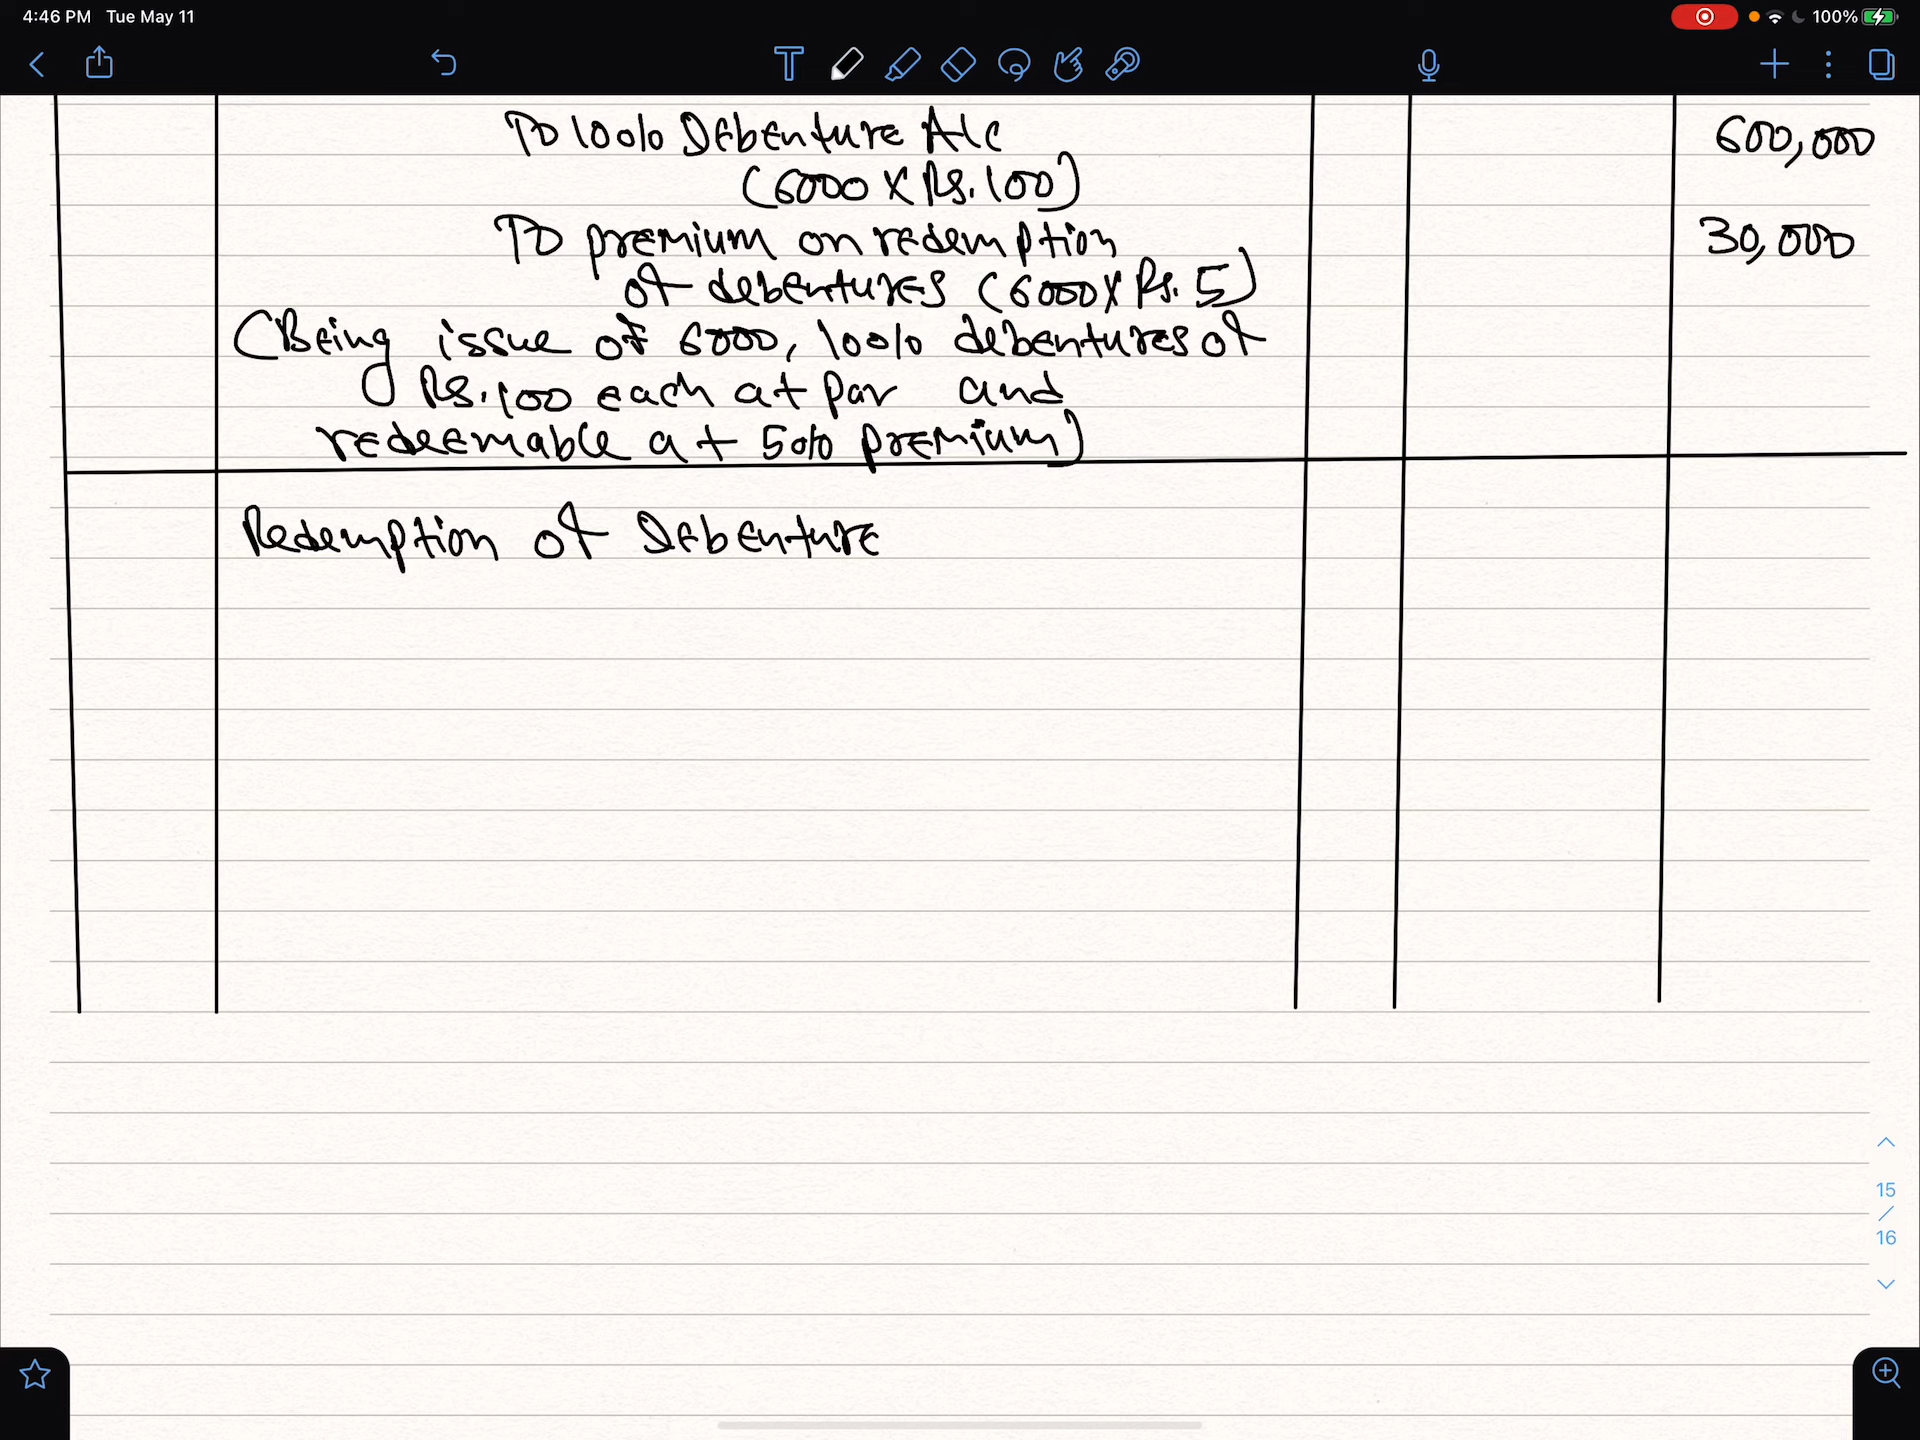 4:46 PM Tue May 11
100%
To 10% Debenture A/c 600,000
(6000 X Rs. 100)
To premium on redemption 30,000
of debentures (6000 X Rs. 5)
(Being issue of 6000, 10% debentures of
Rs. 100 each at par and
redeemable at 5% premium)
Redemption of Debenture
15
/
16